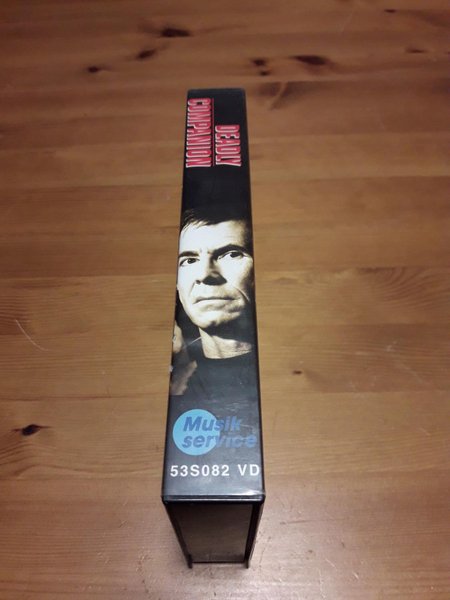 DEADLY
COMPANION
Musik
service
53S082 VD